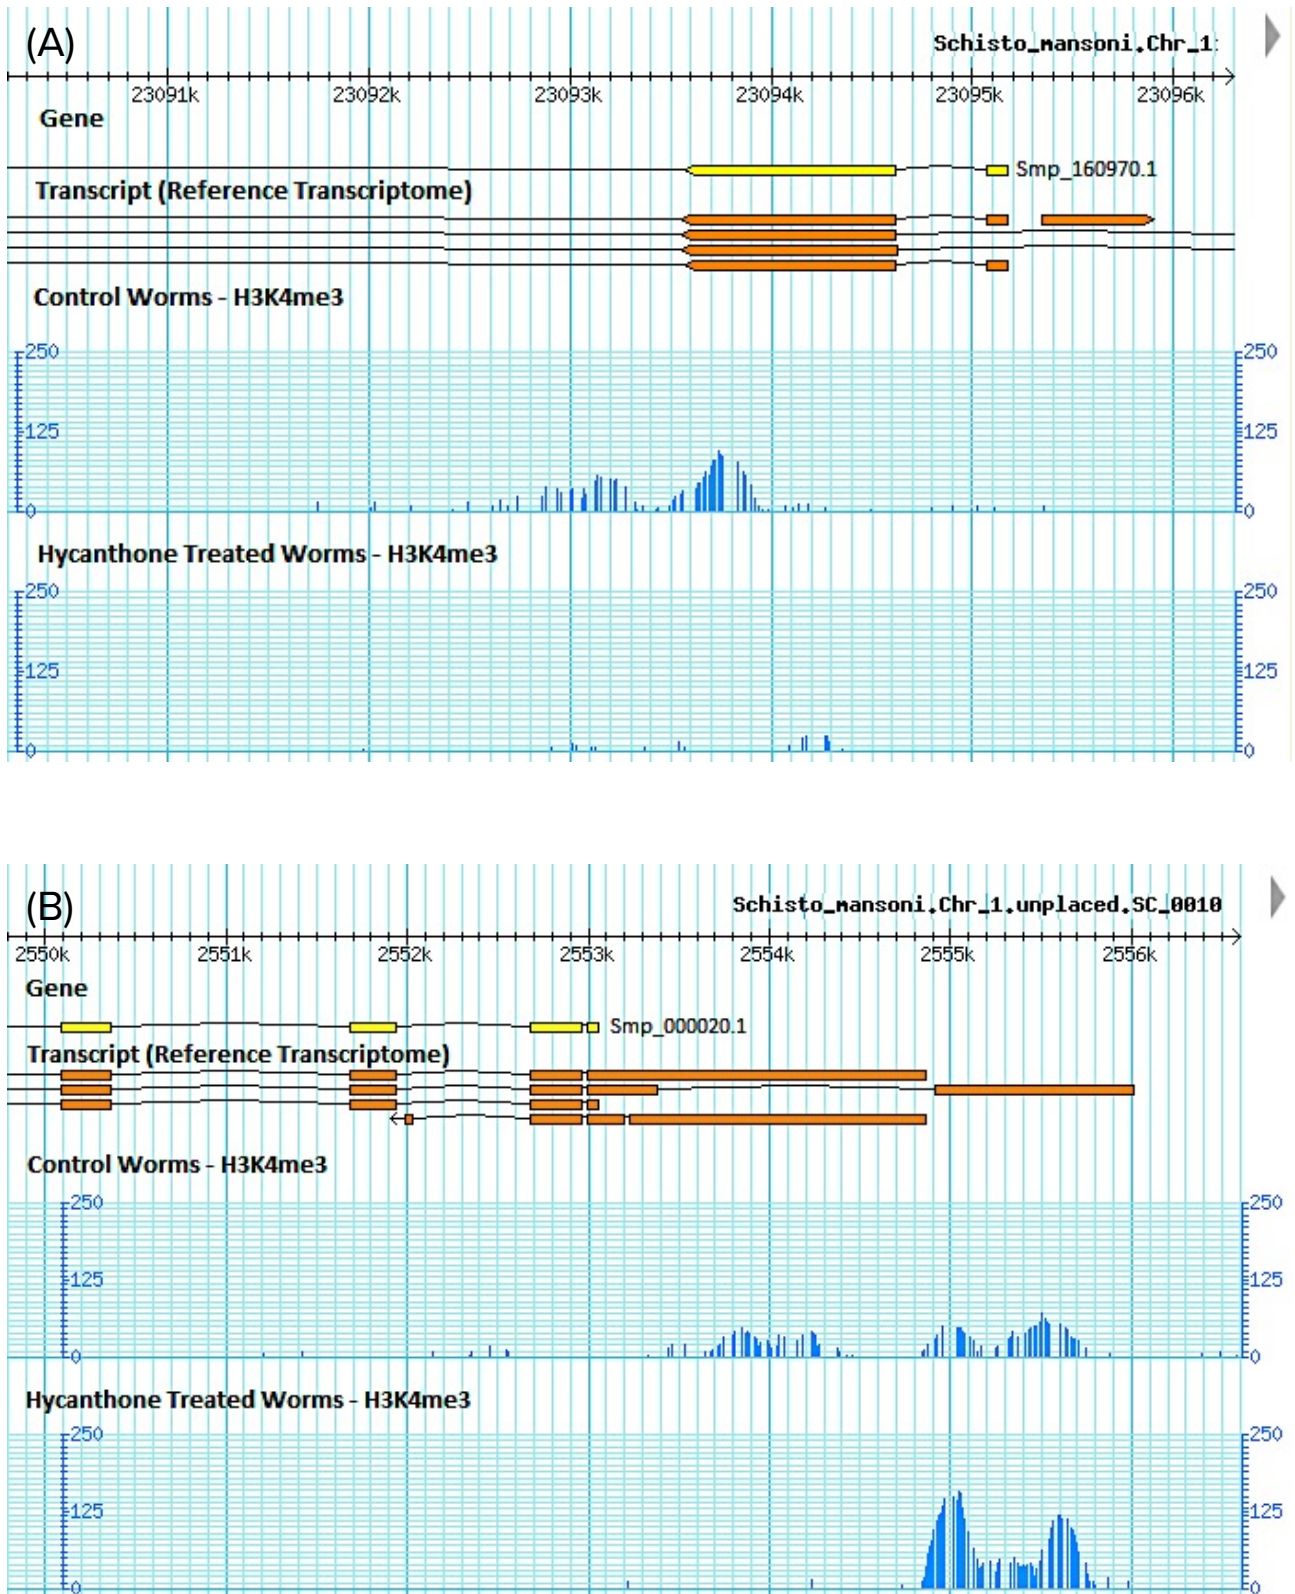 (A)
Schisto_mansoni.Chr_1:
23091k 23092k 23093k 23094k 23095k 23096k
Gene
Smp_160970.1
Transcript (Reference Transcriptome)
Control Worms - H3K4me3
250 250
125 125
0 0
Hycanthone Treated Worms - H3K4me3
250 250
125 125
0 0
(B)
Schisto_mansoni.Chr_1.unplaced.SC_0010
2550k 2551k 2552k 2553k 2554k 2555k 2556k
Gene
Smp_000020.1
Transcript (Reference Transcriptome)
Control Worms - H3K4me3
250 250
125 125
0 0
Hycanthone Treated Worms - H3K4me3
250 250
125 125
0 0